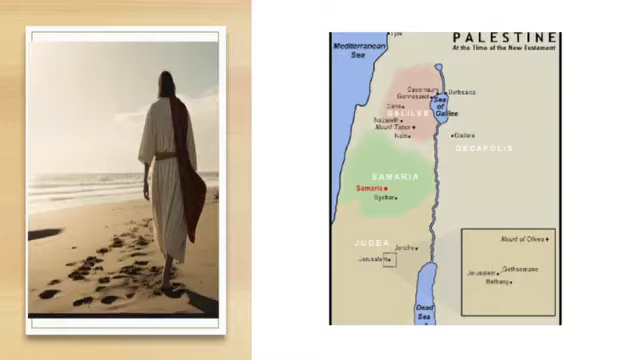 Tyre
PALESTINE
At the Time of the New Testament
Mediterranean
Sea
Capernaum
Gennesaret
Bethsaida
Sea
of
Galilee
Cana
GALILEE
Nazareth
Mount Tabor
Nain
Gadara
DECAPOLIS
SAMARIA
Samaria
Sychar
JUDEA
Jericho
Jerusalem
Mount of Olives
Gethsemane
Jerusalem
Bethany
Dead
Sea